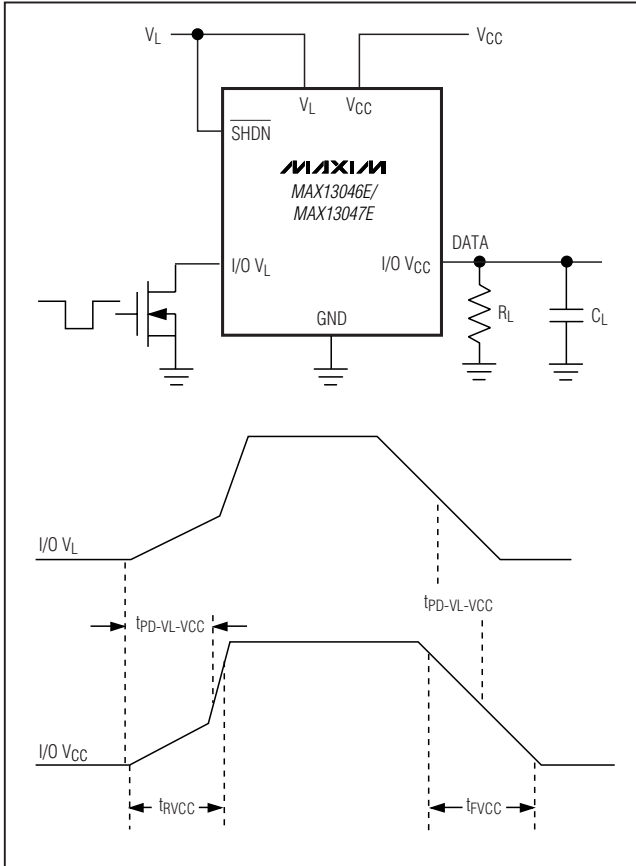 VL
VCC
VL
VCC
SHDN
MAXIM
MAX13046E/
MAX13047E
DATA
I/O VL
I/O VCC
RL
CL
GND
I/O VL
tPD-VL-VCC
tPD-VL-VCC
I/O VCC
tRVCC
tFVCC